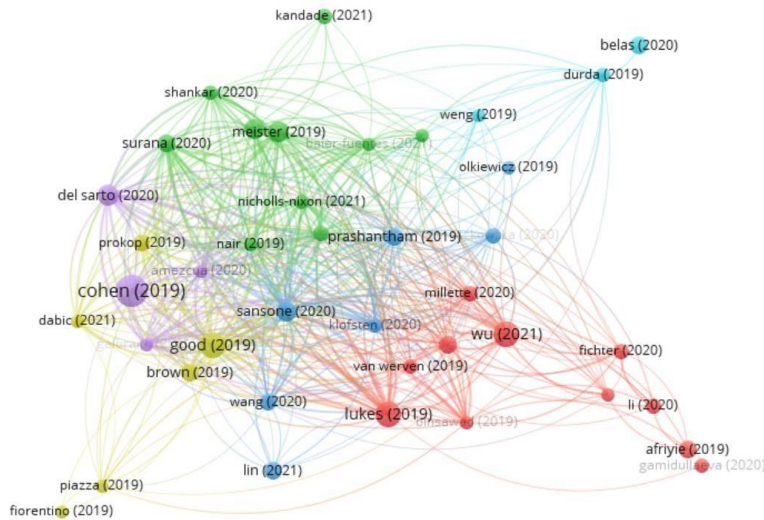 kandade (2021)
belas (2020)
durda (2019)
shankar (2020)
weng (2019)
meister (2019)
surana (2020)
baier-fuentes (2021)
olkiewicz (2019)
del sarto (2020)
nicholls-nixon (2021)
prashantham (2019)
(2020)
prokop (2019)
nair (2019)
amezcua (2020)
cohen (2019)
millette (2020)
sansone (2020)
dabic (2021)
klofsten (2020)
wu (2021)
good (2019)
fichter (2020)
van werven (2019)
brown (2019)
wang (2020)
li (2020)
lukes (2019)
(2019)
afriyie (2019)
gamidullaeva (2020)
lin (2021)
piazza (2019)
fiorentino (2019)